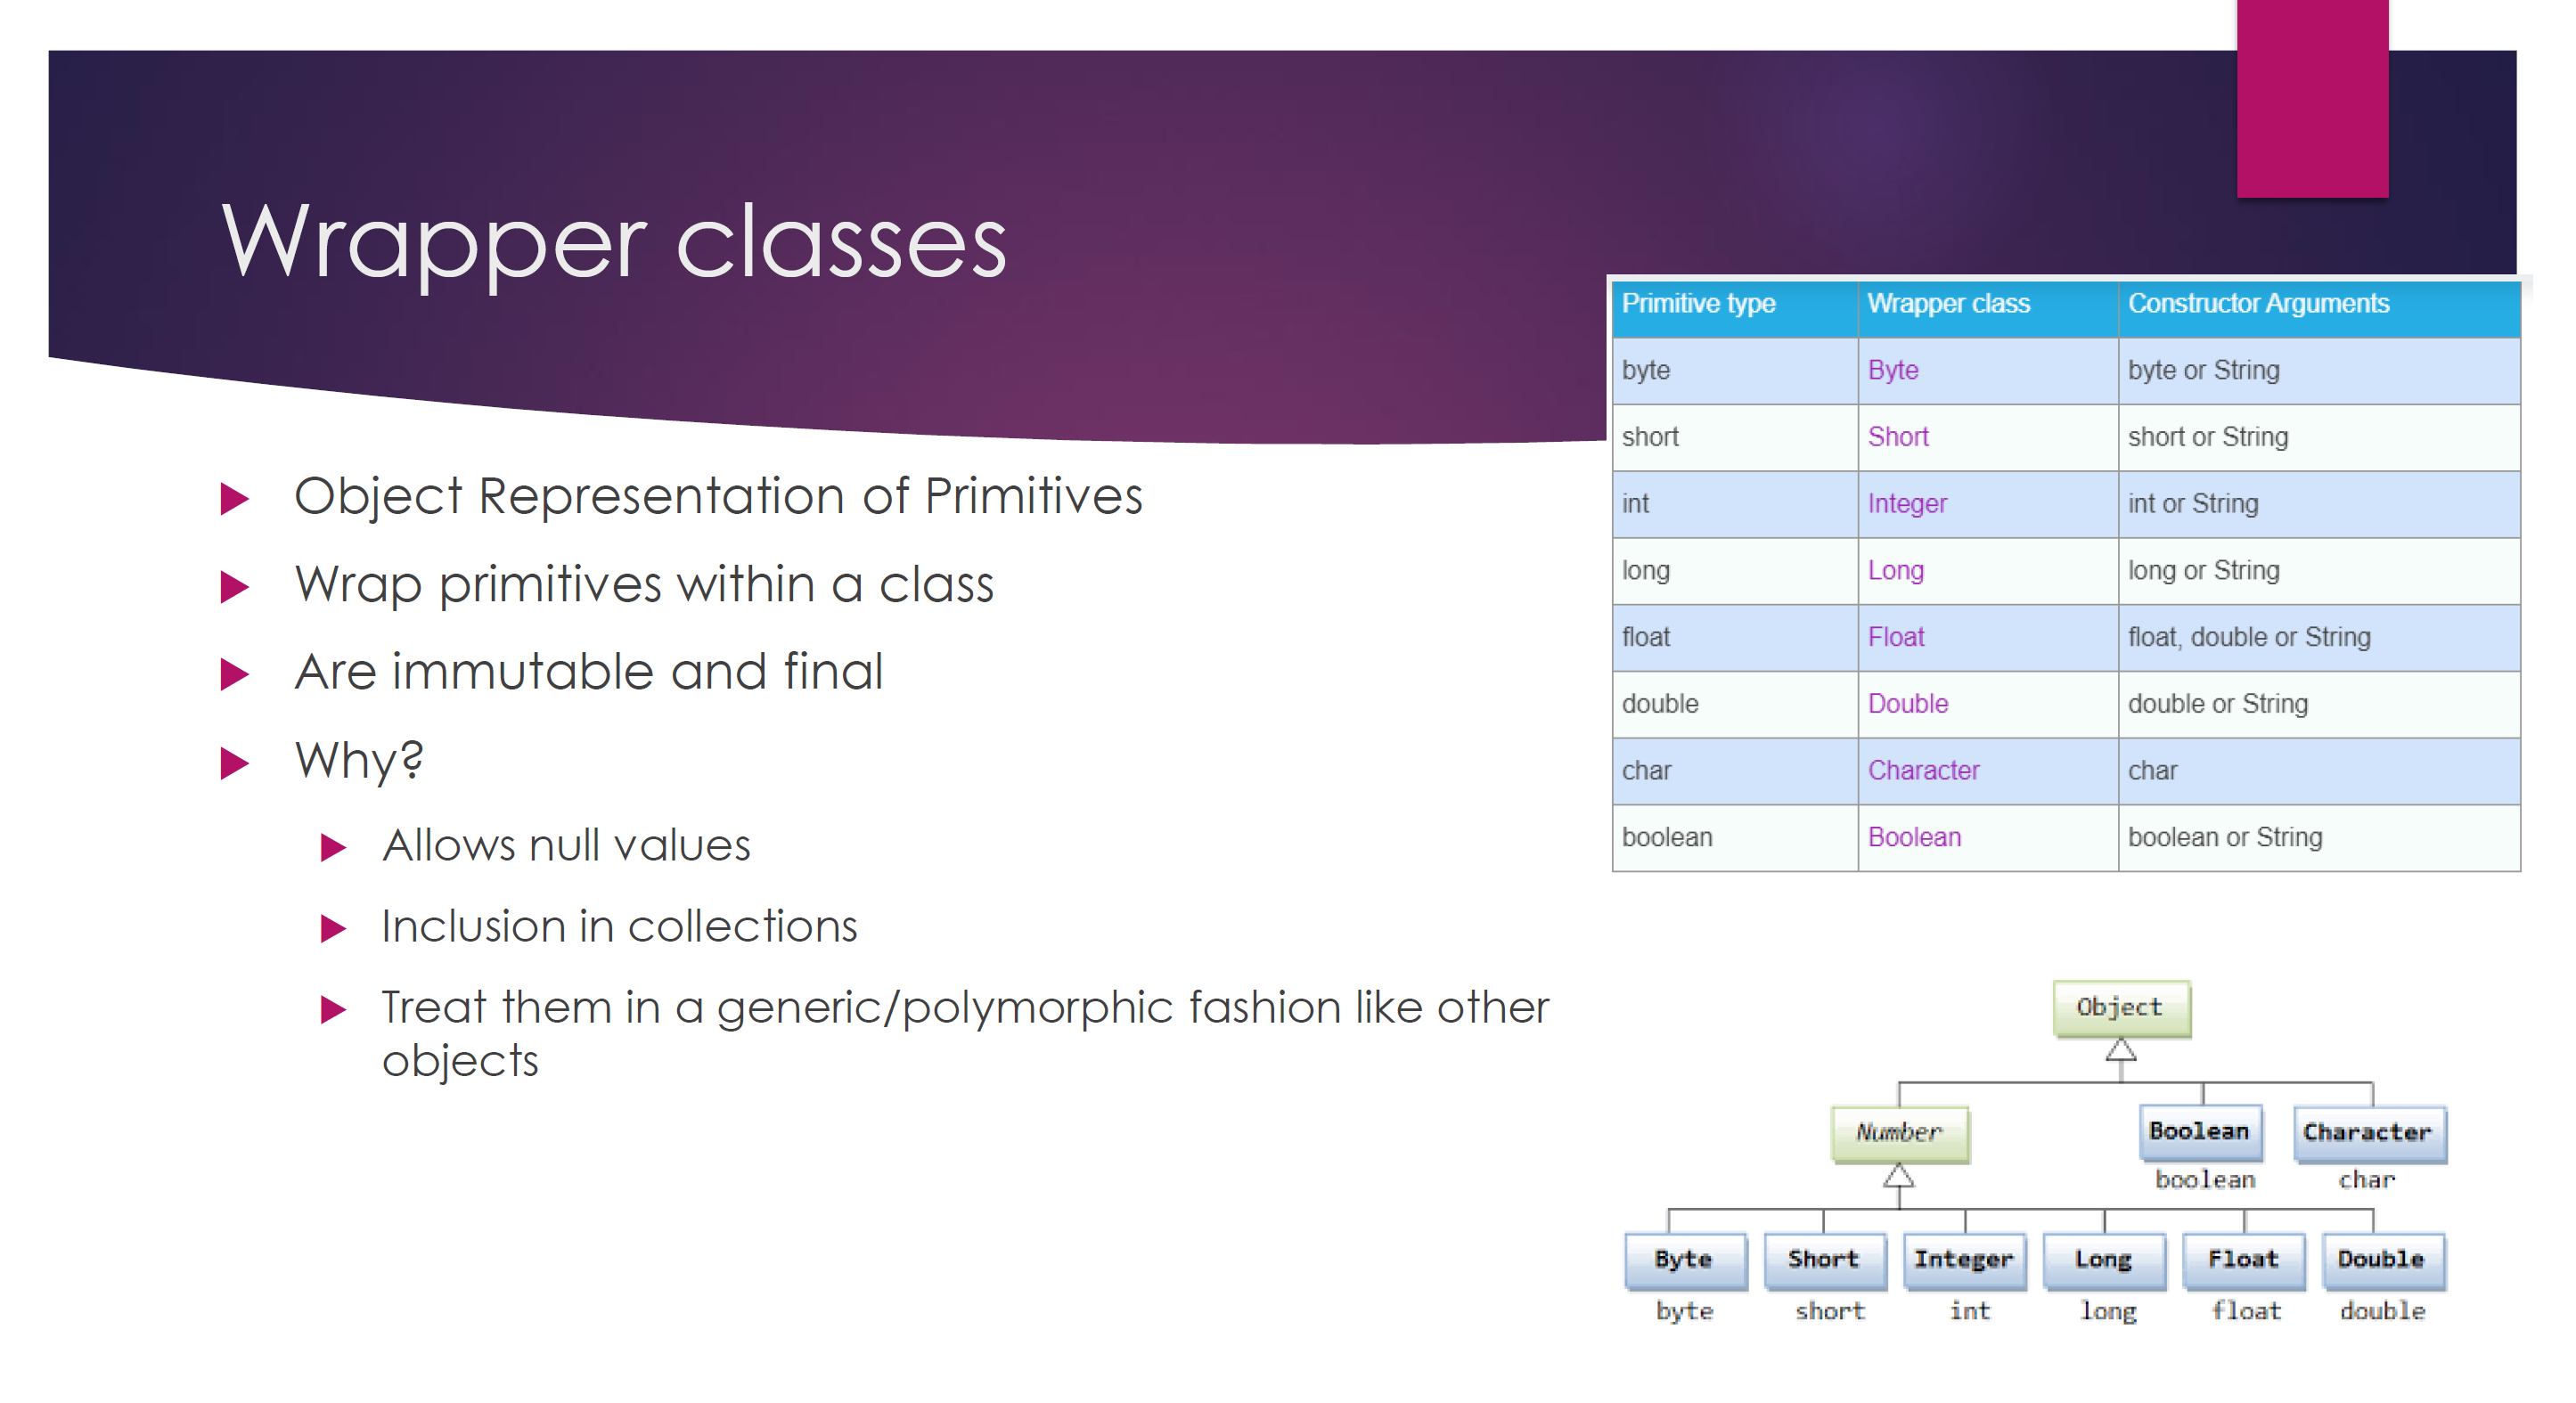 Wrapper classes
Object Representation of Primitives
Wrap primitives within a class
Are immutable and final
Why?
Allows null values
Inclusion in collections
Treat them in a generic/polymorphic fashion like other
objects
Primitive type Wrapper class Constructor Arguments
byte Byte byte or String
short Short short or String
int Integer int or String
long Long long or String
float Float float, double or String
double Double double or String
char Character char
boolean Boolean boolean or String
Object
Number Boolean Character
boolean char
Byte Short Integer Long Float Double
byte short int long float double